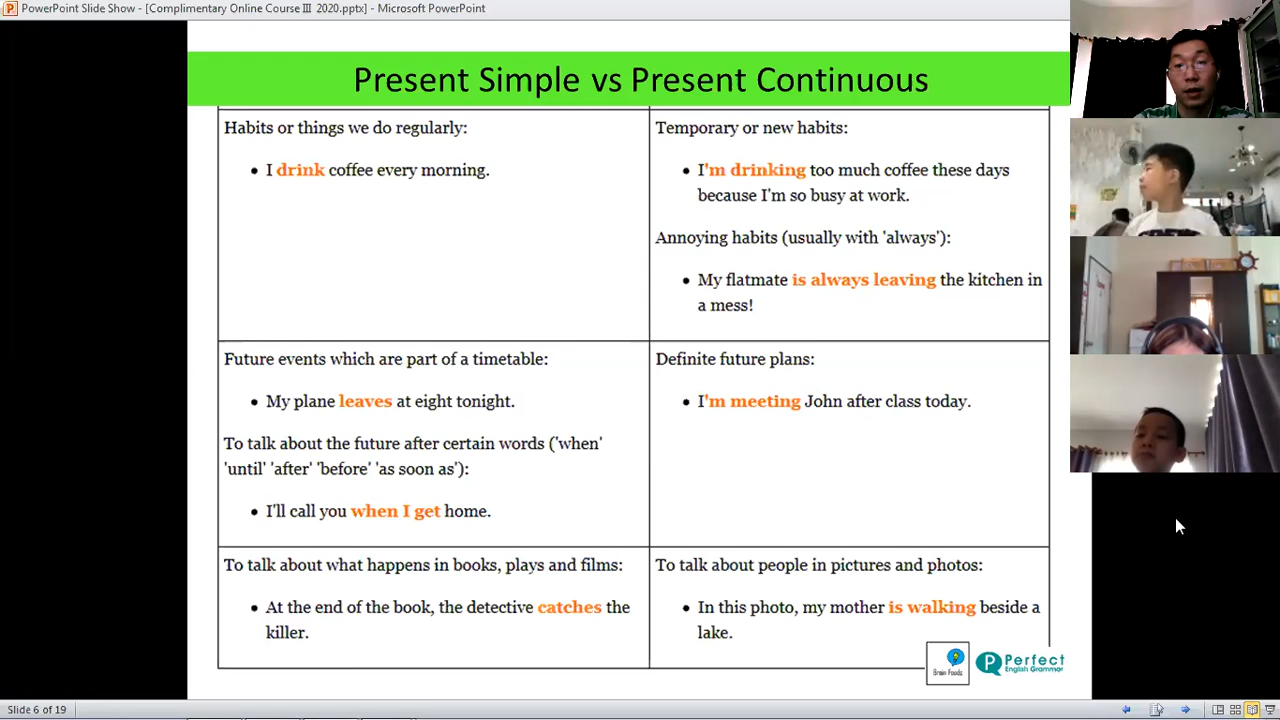 PowerPoint Slide Show - [Complimentary Online Course III 2020.pptx] - Microsoft PowerPoint
Present Simple vs Present Continuous
Habits or things we do regularly:
• I drink coffee every morning.
Temporary or new habits:
• I'm drinking too much coffee these days
because I'm so busy at work.
Annoying habits (usually with 'always'):
• My flatmate is always leaving the kitchen in
a mess!
Future events which are part of a timetable:
• My plane leaves at eight tonight.
To talk about the future after certain words ('when'
'until' 'after' 'before' 'as soon as'):
• I'll call you when I get home.
Definite future plans:
• I'm meeting John after class today.
To talk about what happens in books, plays and films:
• At the end of the book, the detective catches the
killer.
To talk about people in pictures and photos:
• In this photo, my mother is walking beside a
lake.
Brain Foods
Perfect
English Grammar
Slide 6 of 19